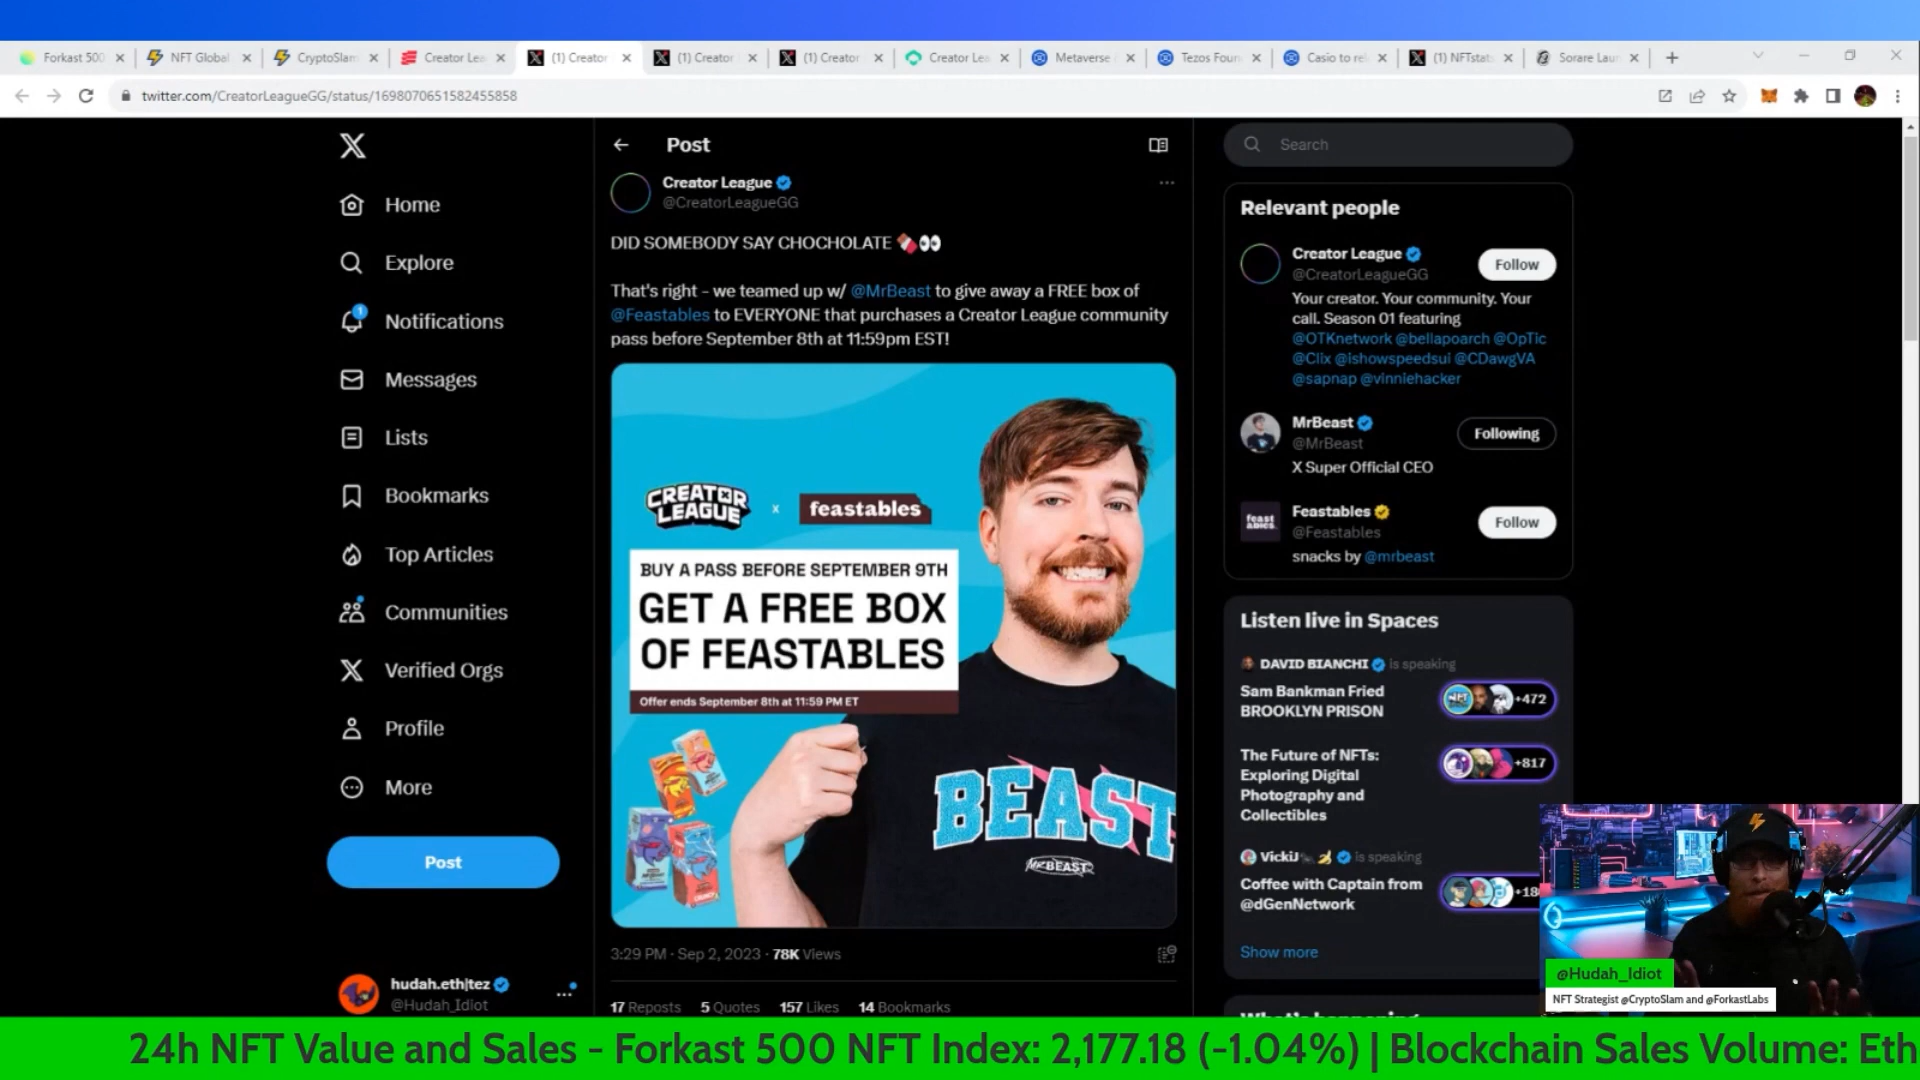 Forkast 500
NFT Global
CryptoSlam
Creator Lea
(1) Creator
(1) Creator
(1) Creator
Creator Lea
Metaverse
Tezos Foun
Casio to rel
(1) NFTstats
Sorare Laun
twitter.com/CreatorLeagueGG/status/1698070651582455858
Home
Explore
1
Notifications
Messages
Lists
Bookmarks
Top Articles
Communities
Verified Orgs
Profile
More
Post
hudah.eth|tez
@Hudah_Idiot
Post
Creator League
@CreatorLeagueGG
DID SOMEBODY SAY CHOCHOLATE 🍫👀
That's right - we teamed up w/ @MrBeast to give away a FREE box of
@Feastables to EVERYONE that purchases a Creator League community
pass before September 8th at 11:59pm EST!
CREATOR
LEAGUE
x
feastables
BUY A PASS BEFORE SEPTEMBER 9TH
GET A FREE BOX
OF FEASTABLES
Offer ends September 8th at 11:59 PM ET
BEAST
MRBEAST
3:29 PM · Sep 2, 2023 · 78K Views
17 Reposts 5 Quotes 157 Likes 14 Bookmarks
Search
Relevant people
Creator League
@CreatorLeagueGG
Follow
Your creator. Your community. Your
call. Season 01 featuring
@OTKnetwork @bellapoarch @OpTic
@Clix @ishowspeedsui @CDawgVA
@sapnap @vinniehacker
MrBeast
@MrBeast
Following
X Super Official CEO
feast
ables
Feastables
@Feastables
Follow
snacks by @mrbeast
Listen live in Spaces
DAVID BIANCHI is speaking
Sam Bankman Fried
BROOKLYN PRISON
+472
The Future of NFTs:
Exploring Digital
Photography and
Collectibles
+817
VickiJ is speaking
Coffee with Captain from
@dGenNetwork
+18
Show more
What's happening
@Hudah_Idiot
NFT Strategist @CryptoSlam and @ForkastLabs
24h NFT Value and Sales - Forkast 500 NFT Index: 2,177.18 (-1.04%) | Blockchain Sales Volume: Eth